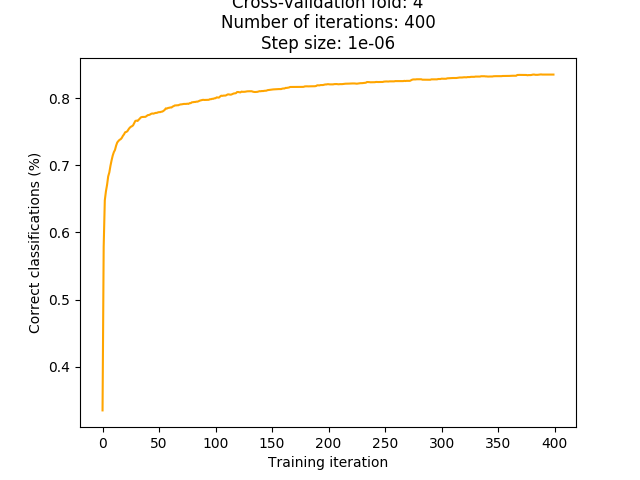 Cross-validation fold: 4
Number of iterations: 400
Step size: 1e-06
Correct classifications (%)
0.8
0.7
0.6
0.5
0.4
0 50 100 150 200 250 300 350 400
Training iteration